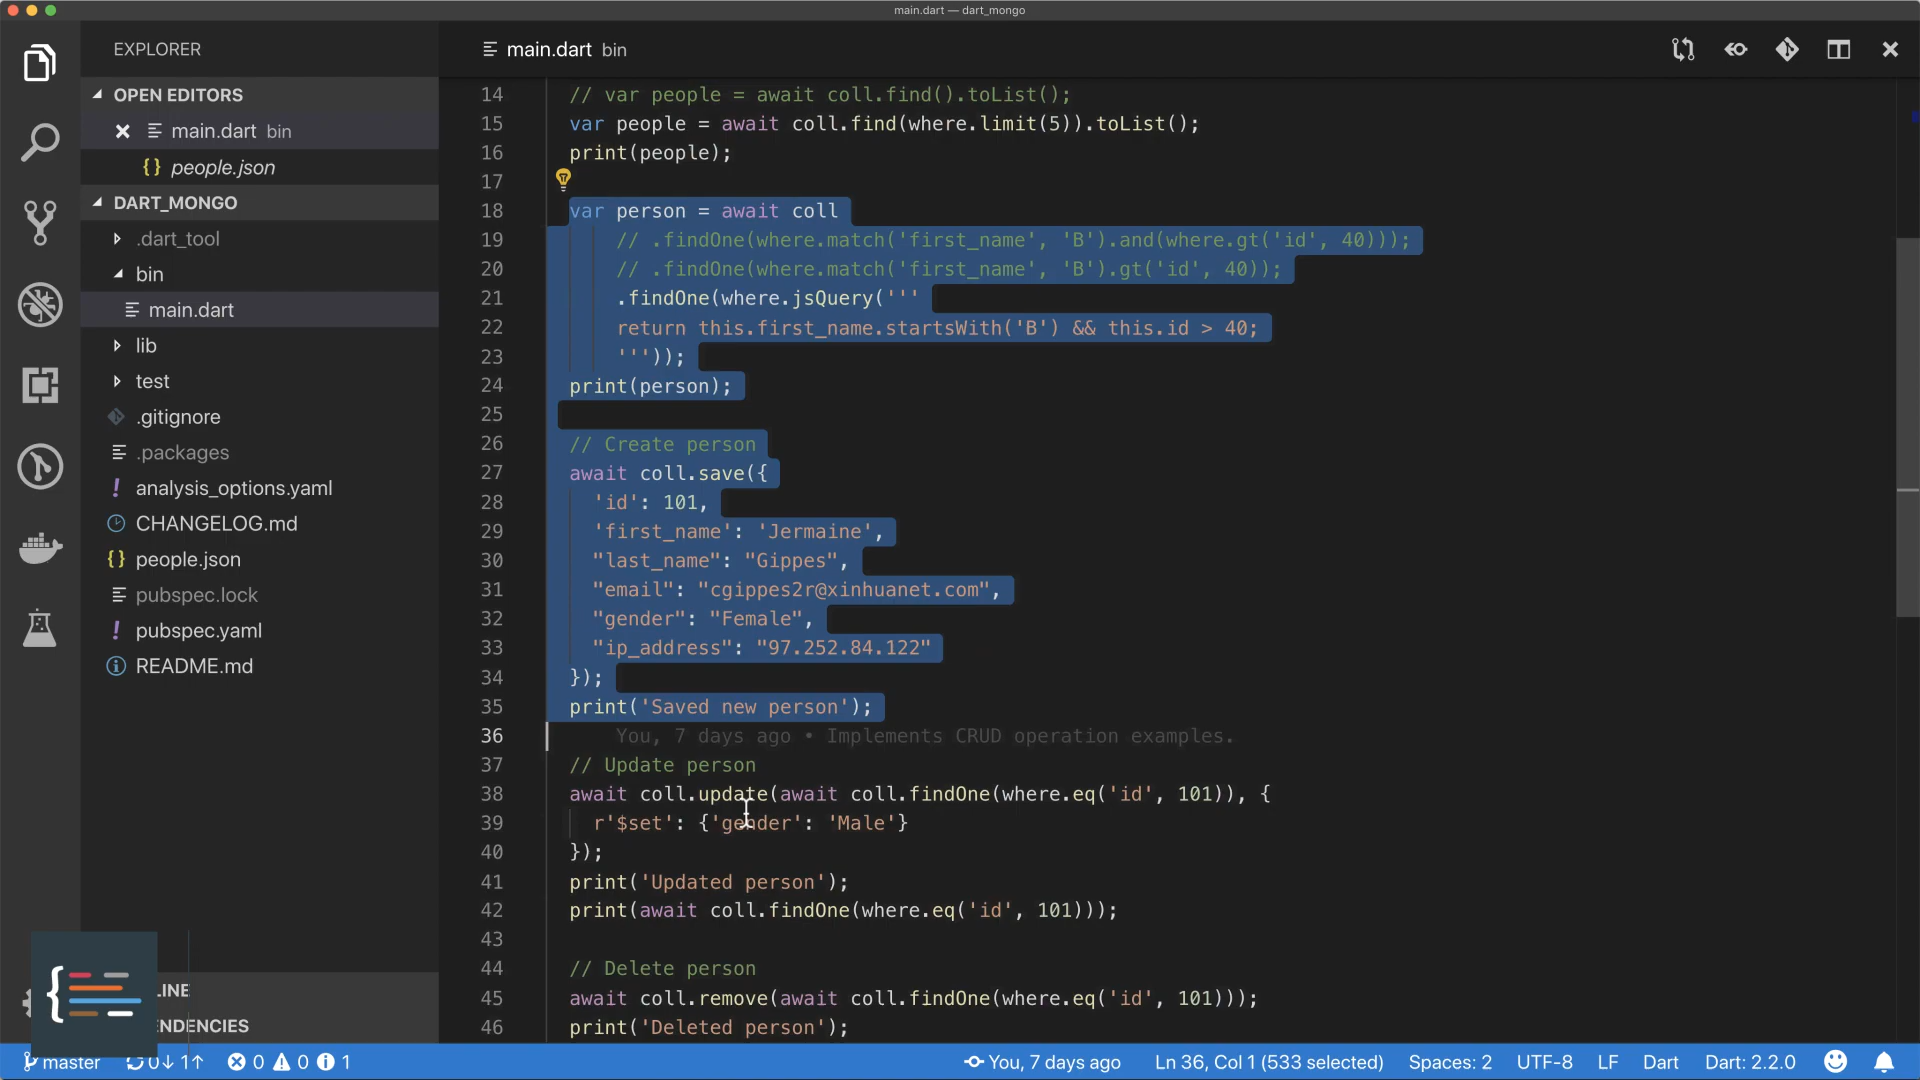 main.dart — dart_mongo
EXPLORER
OPEN EDITORS
main.dart bin
{} people.json
DART_MONGO
.dart_tool
bin
main.dart
lib
test
.gitignore
.packages
! analysis_options.yaml
CHANGELOG.md
{} people.json
pubspec.lock
! pubspec.yaml
README.md
LINE
ENDENCIES
main.dart bin
14 // var people = await coll.find().toList();
15 var people = await coll.find(where.limit(5)).toList();
16 print(people);
17
18 var person = await coll
19 // .findOne(where.match('first_name', 'B').and(where.gt('id', 40)));
20 // .findOne(where.match('first_name', 'B').gt('id', 40));
21 .findOne(where.jsQuery('''
22 return this.first_name.startsWith('B') && this.id > 40;
23 '''));
24 print(person);
25
26 // Create person
27 await coll.save({
28 'id': 101,
29 'first_name': 'Jermaine',
30 "last_name": "Gippes",
31 "email": "cgippes2r@xinhuanet.com",
32 "gender": "Female",
33 "ip_address": "97.252.84.122"
34 });
35 print('Saved new person');
36 You, 7 days ago • Implements CRUD operation examples.
37 // Update person
38 await coll.update(await coll.findOne(where.eq('id', 101)), {
39 r'$set': {'gender': 'Male'}
40 });
41 print('Updated person');
42 print(await coll.findOne(where.eq('id', 101)));
43
44 // Delete person
45 await coll.remove(await coll.findOne(where.eq('id', 101)));
46 print('Deleted person');
master 0↓ 1↑ 0 0 1 You, 7 days ago Ln 36, Col 1 (533 selected) Spaces: 2 UTF-8 LF Dart Dart: 2.2.0